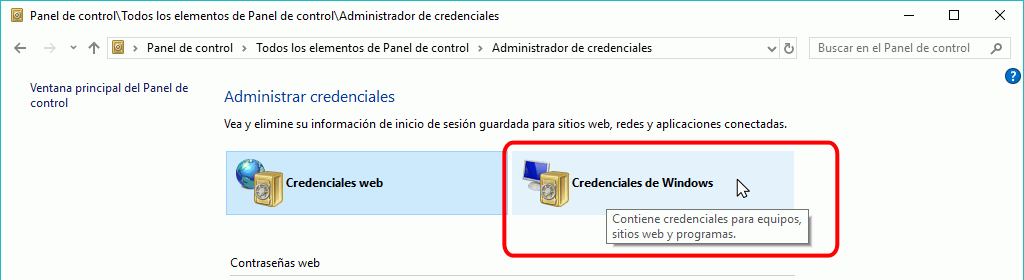 Panel de control\Todos los elementos de Panel de control\Administrador de credenciales
Panel de control > Todos los elementos de Panel de control > Administrador de credenciales
Buscar en el Panel de control
?
Ventana principal del Panel de
control
Administrar credenciales
Vea y elimine su información de inicio de sesión guardada para sitios web, redes y aplicaciones conectadas.
Credenciales web
Credenciales de Windows
Contiene credenciales para equipos,
sitios web y programas.
Contraseñas web